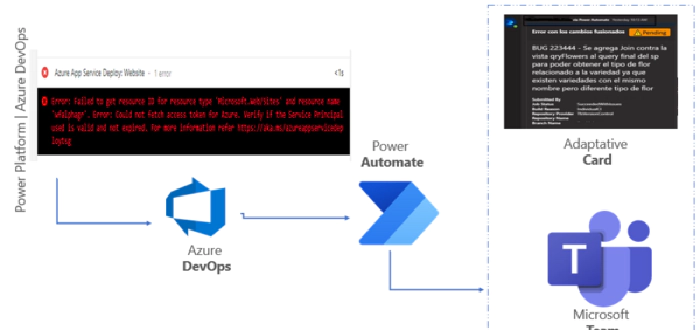 Power Platform | Azure DevOps
Azure App Service Deploy: Website - 1 error
<1s
Error: Failed to get resource ID for resource type 'Microsoft.Web/Sites' and resource name
Error: Could not fetch access token for Azure. Verify if the Service Principal
used is valid and not expired. For more information refer https://aka.ms/azureappservicedep
loytsg
Azure
DevOps
Power
Automate
Power Automate
Error con los cambios fusionados
Pending
BUG 223444 - Se agrega Join contra la
vista qryFlowers al query final del sp
para poder obtener el tipo de flor
relacionado a la variedad ya que
existen variedades con el mismo
nombre pero diferente tipo de flor
Submitted By
Job Status
Build Reason
Repository Provider
Repository Name
Branch Name
Adaptative
Card
T
Microsoft
Team